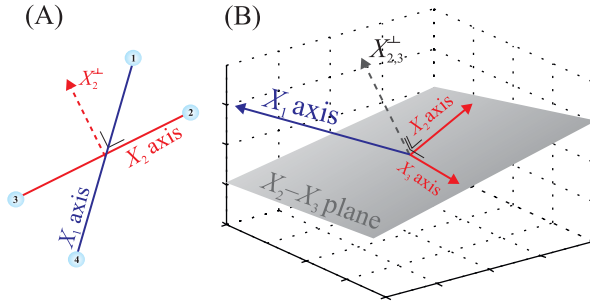 (A)
1
X₂^⊥
2
X₂ axis
3
X₁ axis
4
(B)
X₂,₃^⊥
X₁ axis
X₂ axis
X₃ axis
X₂–X₃ plane